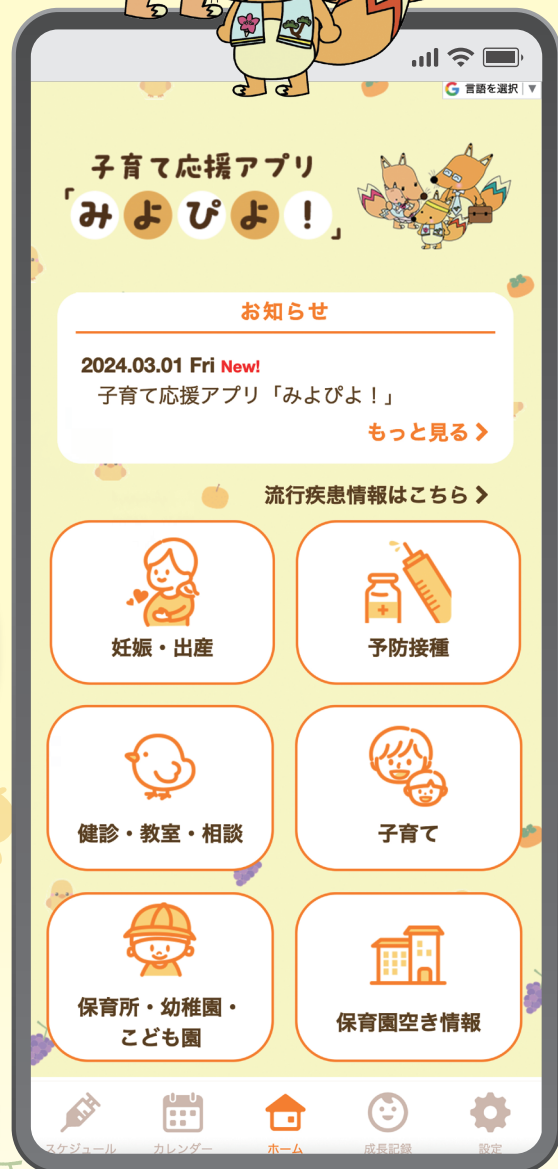 言語を選択 | ▼
子育て応援アプリ
「みよぴよ！」
お知らせ
2024.03.01 Fri New!
子育て応援アプリ「みよぴよ！」
もっと見る
流行疾患情報はこちら
妊娠・出産
予防接種
健診・教室・相談
子育て
保育所・幼稚園・
こども園
保育園空き情報
スケジュール
カレンダー
ホーム
成長記録
設定